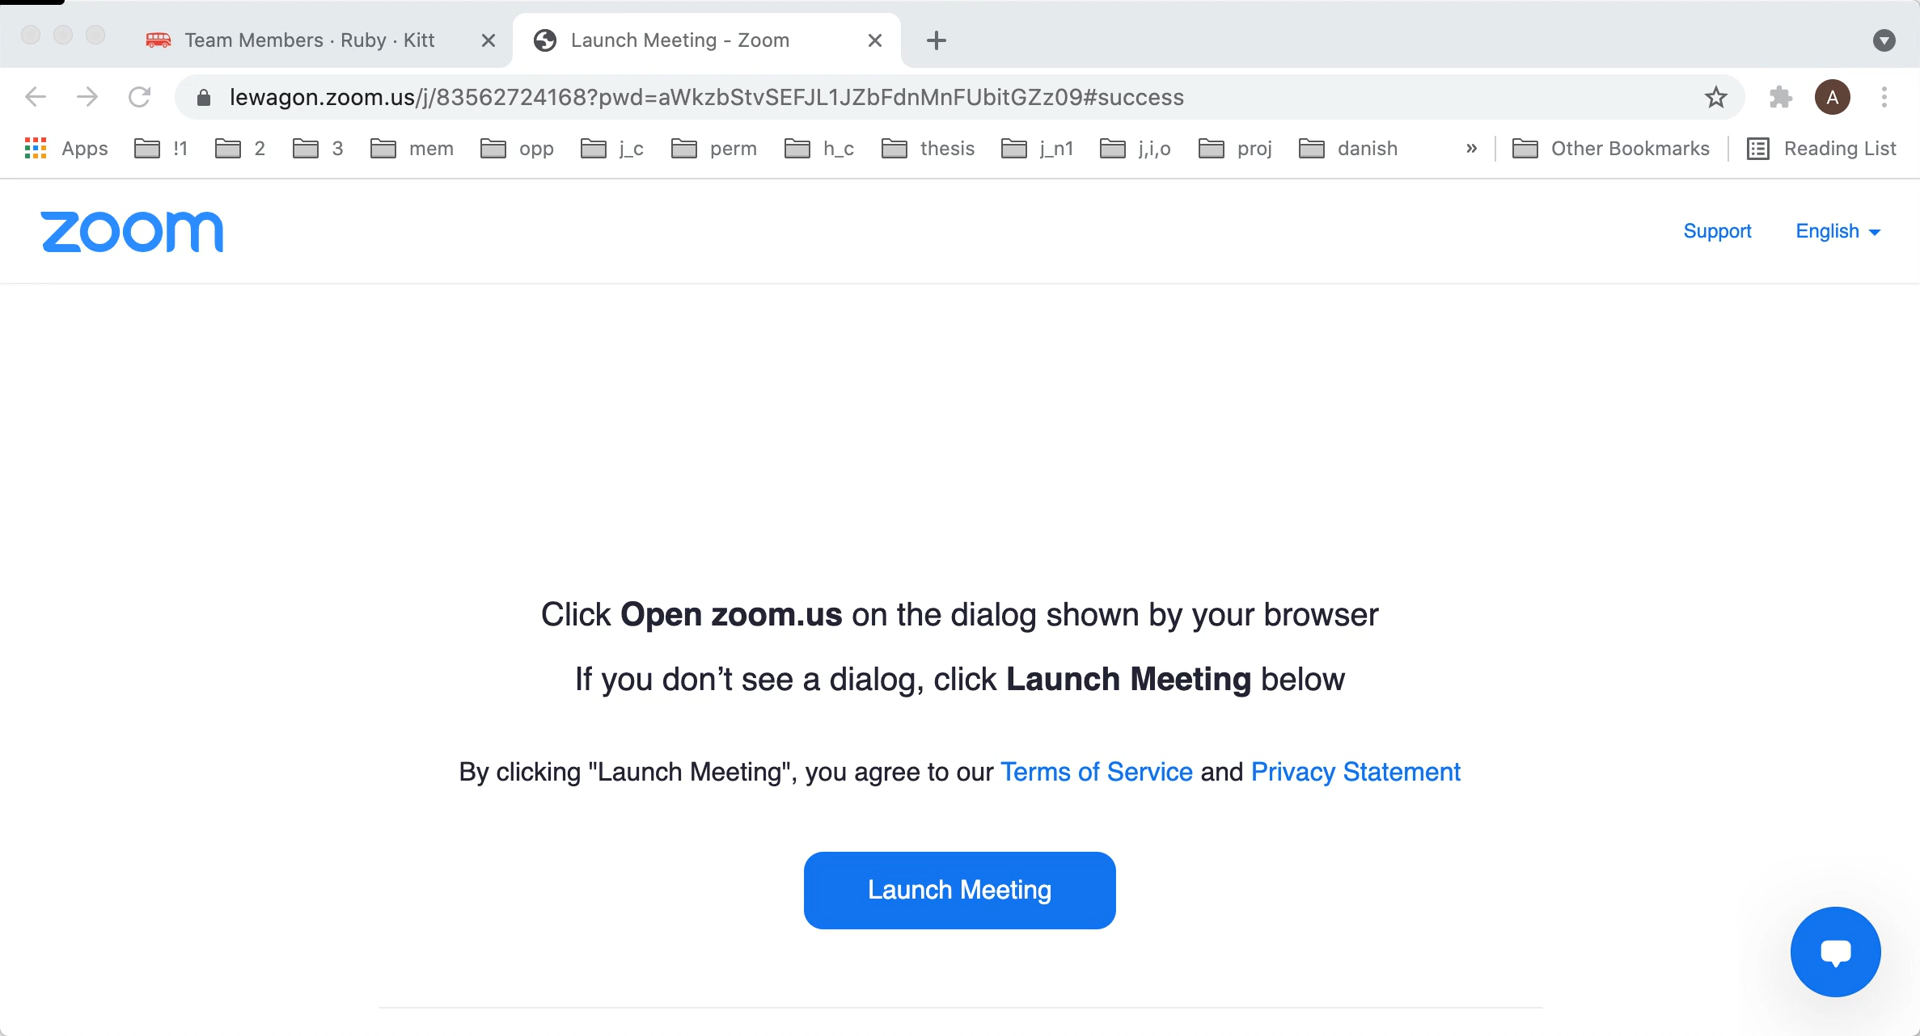 Team Members · Ruby · Kitt
Launch Meeting - Zoom
lewagon.zoom.us/j/83562724168?pwd=aWkzbStvSEFJL1JZbFdnMnFUbitGZz09#success
A
Apps !1 2 3 mem opp j_c perm h_c thesis j_n1 j,i,o proj danish » Other Bookmarks Reading List
zoom
Support English
Click Open zoom.us on the dialog shown by your browser
If you don’t see a dialog, click Launch Meeting below
By clicking "Launch Meeting", you agree to our Terms of Service and Privacy Statement
Launch Meeting